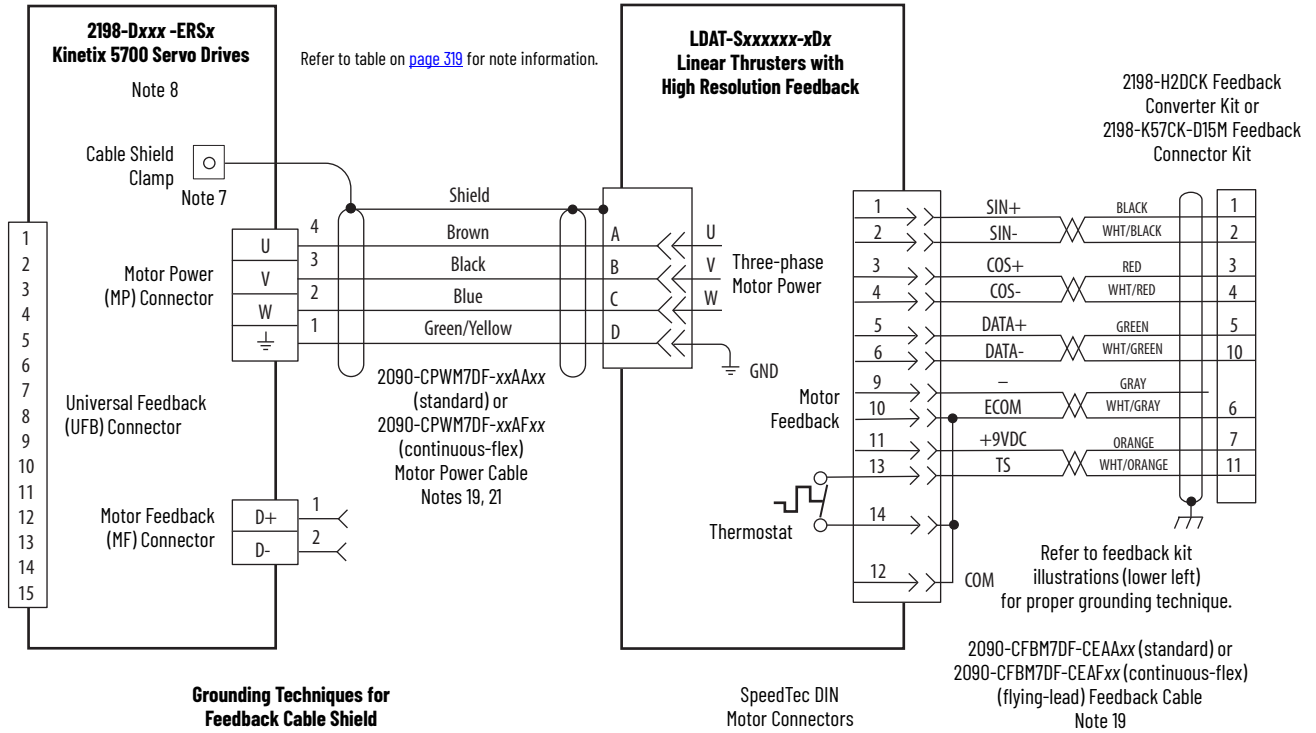 2198-Dxxx -ERSx
Kinetix 5700 Servo Drives
Note 8
Refer to table on page 319 for note information.
LDAT-Sxxxxxx-xDx
Linear Thrusters with
High Resolution Feedback
2198-H2DCK Feedback
Converter Kit or
2198-K57CK-D15M Feedback
Connector Kit
Cable Shield
Clamp
Note 7
1
2
3
4
5
6
7
8
9
10
11
12
13
14
15
Universal Feedback
(UFB) Connector
Motor Power
(MP) Connector
U
V
W
4
3
2
1
Shield
Brown
Black
Blue
Green/Yellow
A
B
C
D
U
V
W
Three-phase
Motor Power
GND
2090-CPWM7DF-xxAAxx
(standard) or
2090-CPWM7DF-xxAFxx
(continuous-flex)
Motor Power Cable
Notes 19, 21
Motor Feedback
(MF) Connector
D+
D-
1
2
Motor
Feedback
Thermostat
1 SIN+ BLACK 1
2 SIN- WHT/BLACK 2
3 COS+ RED 3
4 COS- WHT/RED 4
5 DATA+ GREEN 5
6 DATA- WHT/GREEN 10
9 – GRAY
10 ECOM WHT/GRAY 6
11 +9VDC ORANGE 7
13 TS WHT/ORANGE 11
14
12 COM
Refer to feedback kit
illustrations (lower left)
for proper grounding technique.
2090-CFBM7DF-CEAAxx (standard) or
2090-CFBM7DF-CEAFxx (continuous-flex)
(flying-lead) Feedback Cable
Note 19
Grounding Techniques for
Feedback Cable Shield
SpeedTec DIN
Motor Connectors